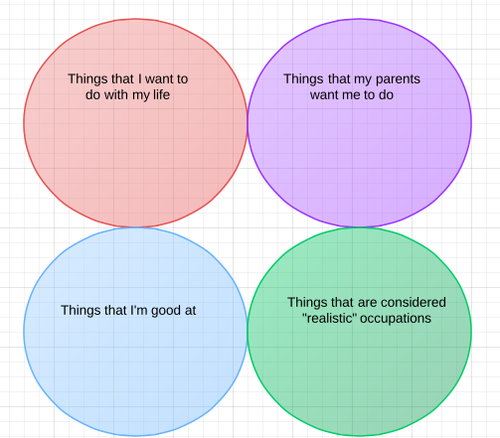 Things that I want to
do with my life
Things that my parents
want me to do
Things that I'm good at
Things that are considered
"realistic" occupations